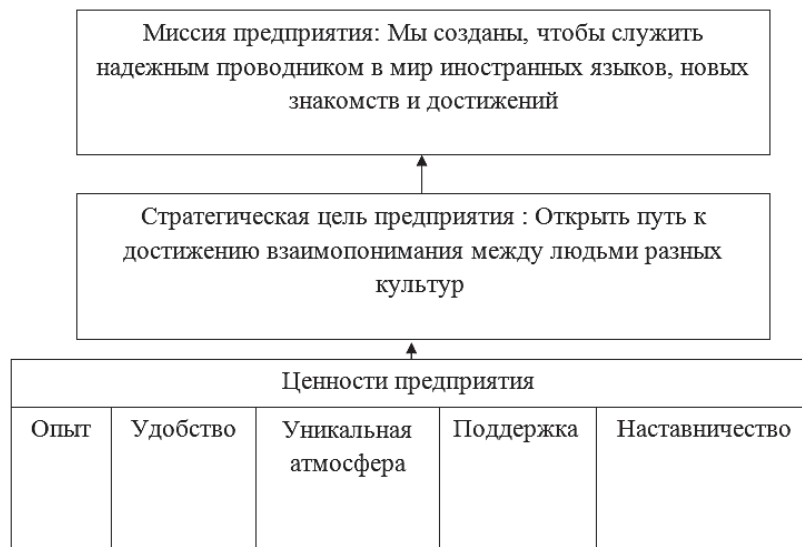 Миссия предприятия: Мы созданы, чтобы служить
надежным проводником в мир иностранных языков, новых
знакомств и достижений
Стратегическая цель предприятия : Открыть путь к
достижению взаимопонимания между людьми разных
культур
Ценности предприятия
Опыт
Удобство
Уникальная
атмосфера
Поддержка
Наставничество